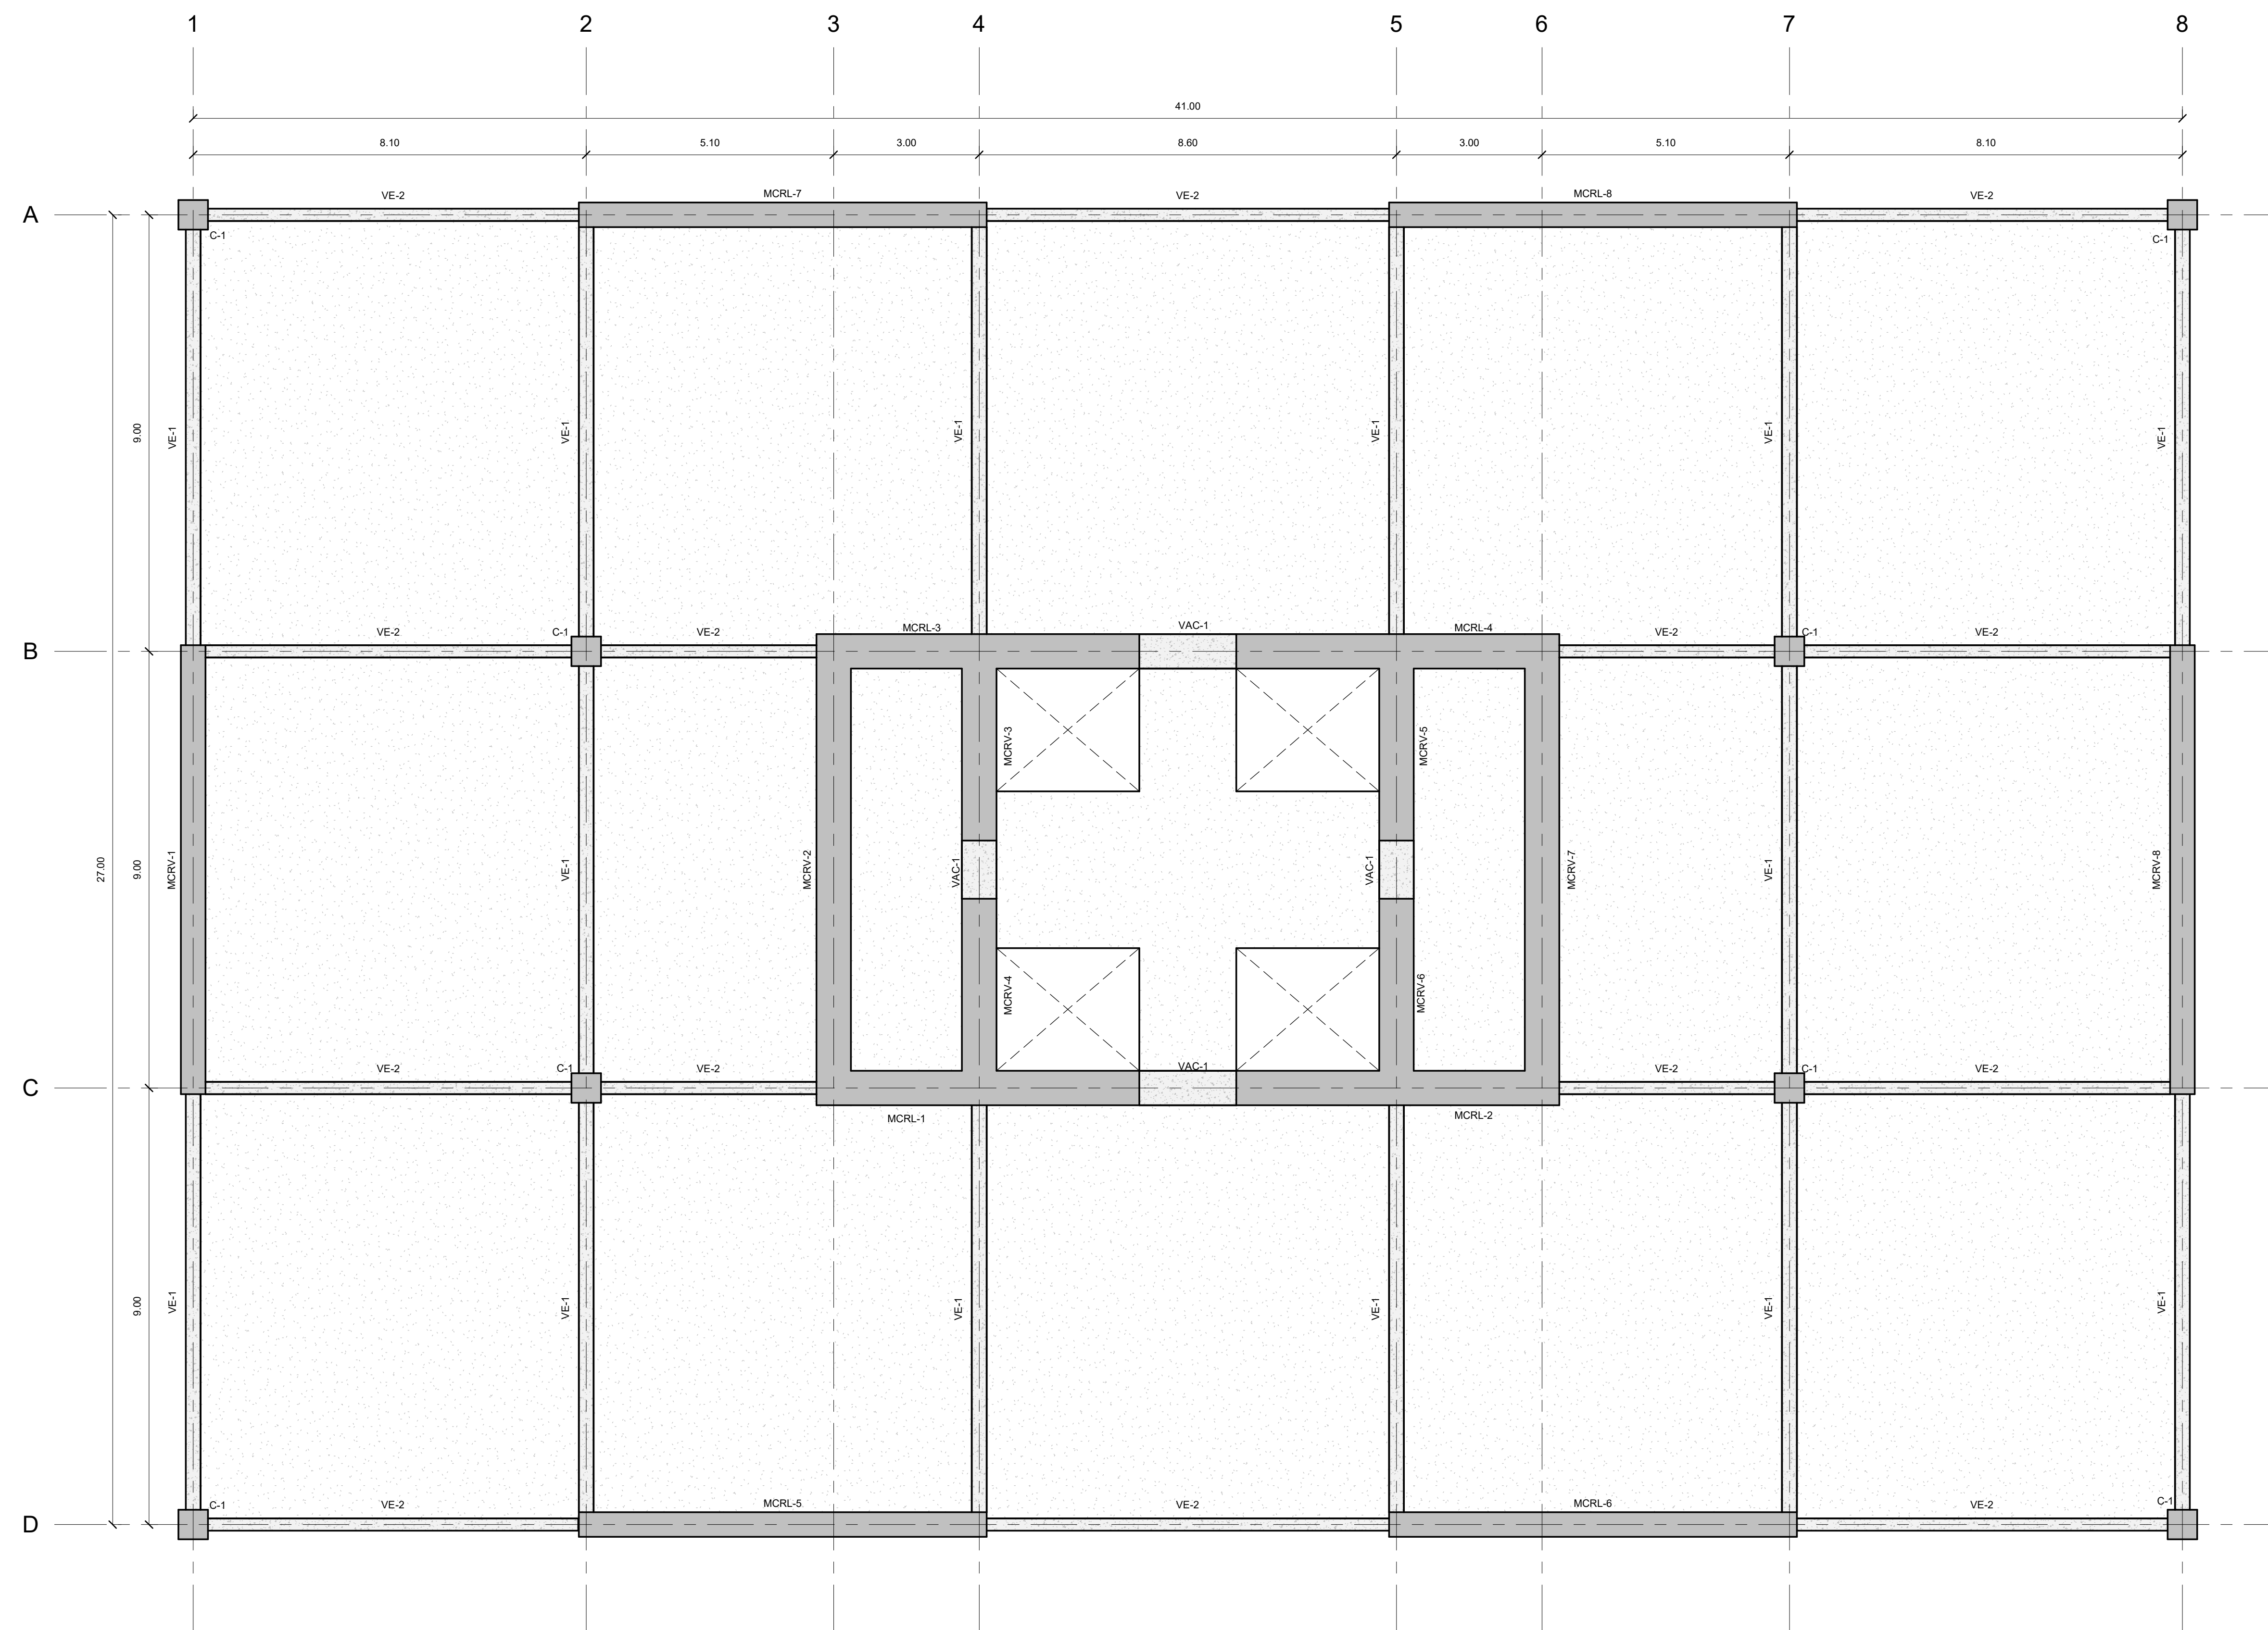 1 2 3 4 5 6 7 8
41.00
8.10 5.10 3.00 8.60 3.00 5.10 8.10
A VE-2 MCRL-7 VE-2 MCRL-8 VE-2
C-1 C-1
9.00 VE-1 VE-1 VE-1 VE-1 VE-1 VE-1
B VE-2 C-1 VE-2 MCRL-3 VAC-1 MCRL-4 VE-2 C-1 VE-2
MCRV-3 MCRV-5
27.00 9.00 MCRV-1 VE-1 MCRV-2 VAC-1 VAC-1 MCRV-7 VE-1 MCRV-8
MCRV-4 MCRV-6
C VE-2 C-1 VE-2 VAC-1 VE-2 C-1 VE-2
MCRL-1 MCRL-2
9.00 VE-1 VE-1 VE-1 VE-1 VE-1 VE-1
D C-1 VE-2 MCRL-5 VE-2 MCRL-6 VE-2 C-1